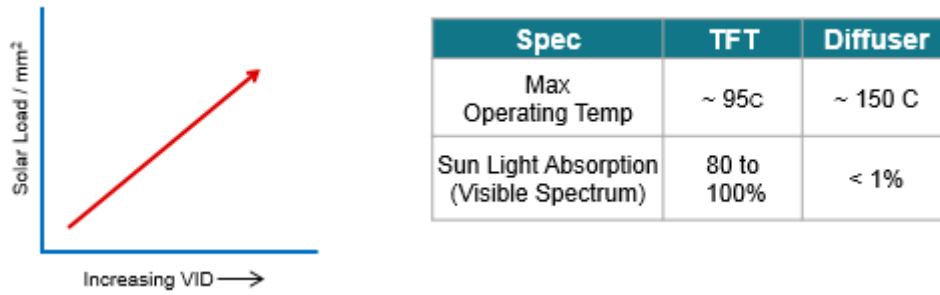 Solar Load / mm²
Increasing VID
Spec TFT Diffuser
Max
Operating Temp ~ 95c ~ 150 C
Sun Light Absorption
(Visible Spectrum) 80 to
100% < 1%